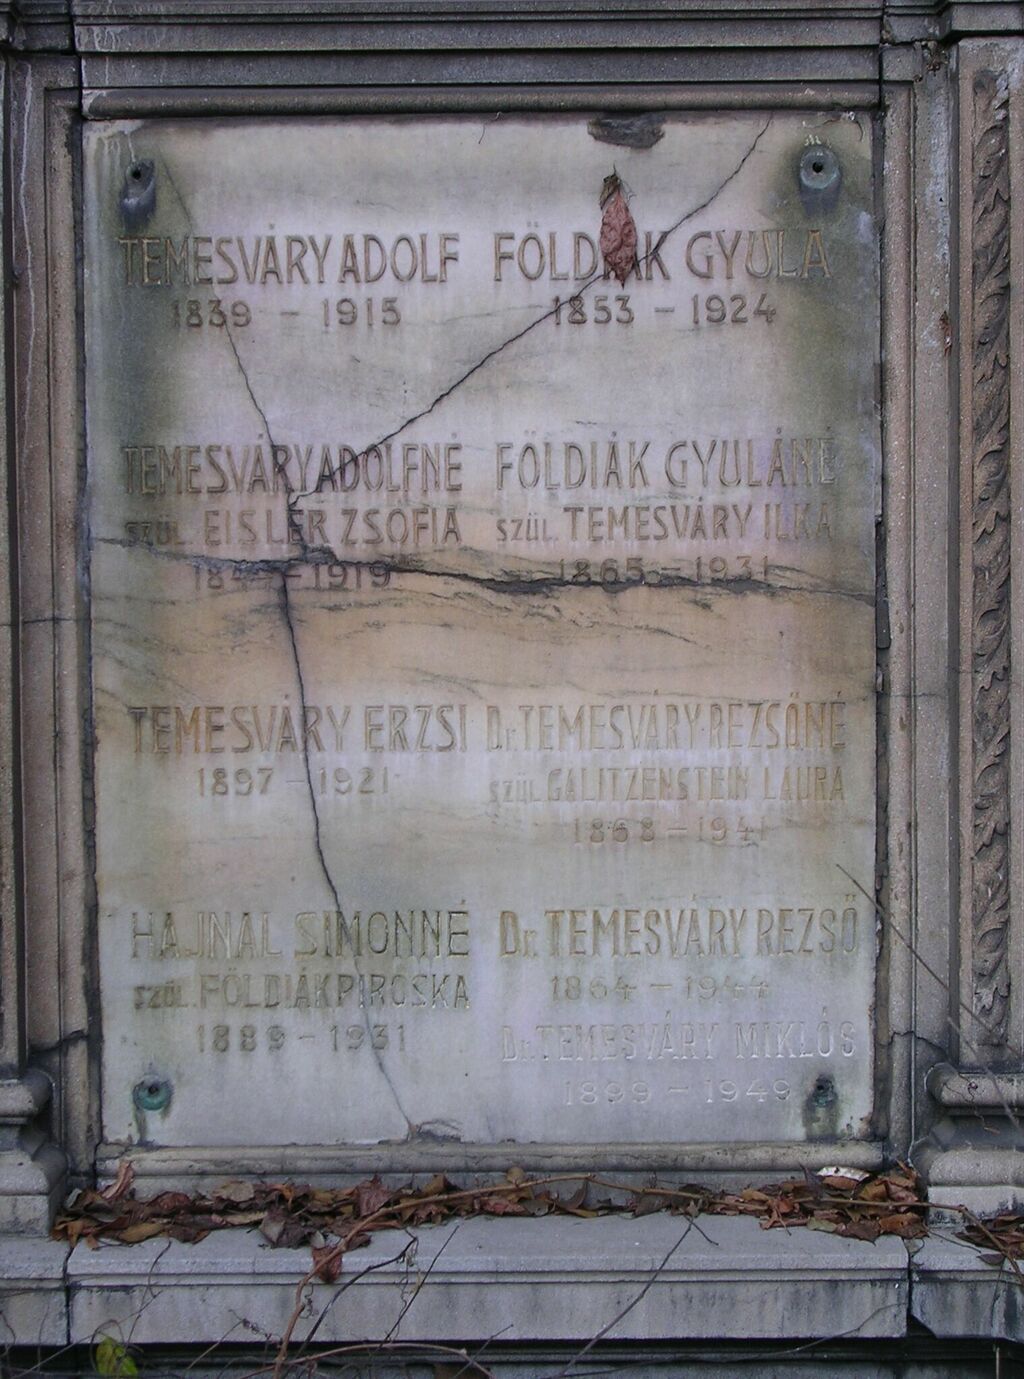 TEMESVÁRY ADOLF
1839 - 1915
TEMESVÁRY ADOLFNÉ
szül. EISLER ZSÓFIA
- 1919
TEMESVÁRY ERZSI
1897 - 1921
HAJNAL SIMONNÉ
szül. FÖLDIÁK PIROSKA
1889 - 1931
FÖLDIÁK GYULA
1853 - 1924
FÖLDIÁK GYULÁNÉ
szül. TEMESVÁRY ILKA
1865 - 1931
Dr. TEMESVÁRY REZSŐNÉ
szül. GALITZENSTEIN LAURA
1868 - 1941
Dr. TEMESVÁRY REZSŐ
1864 - 1944
Dr. TEMESVÁRY MIKLÓS
1899 - 1949